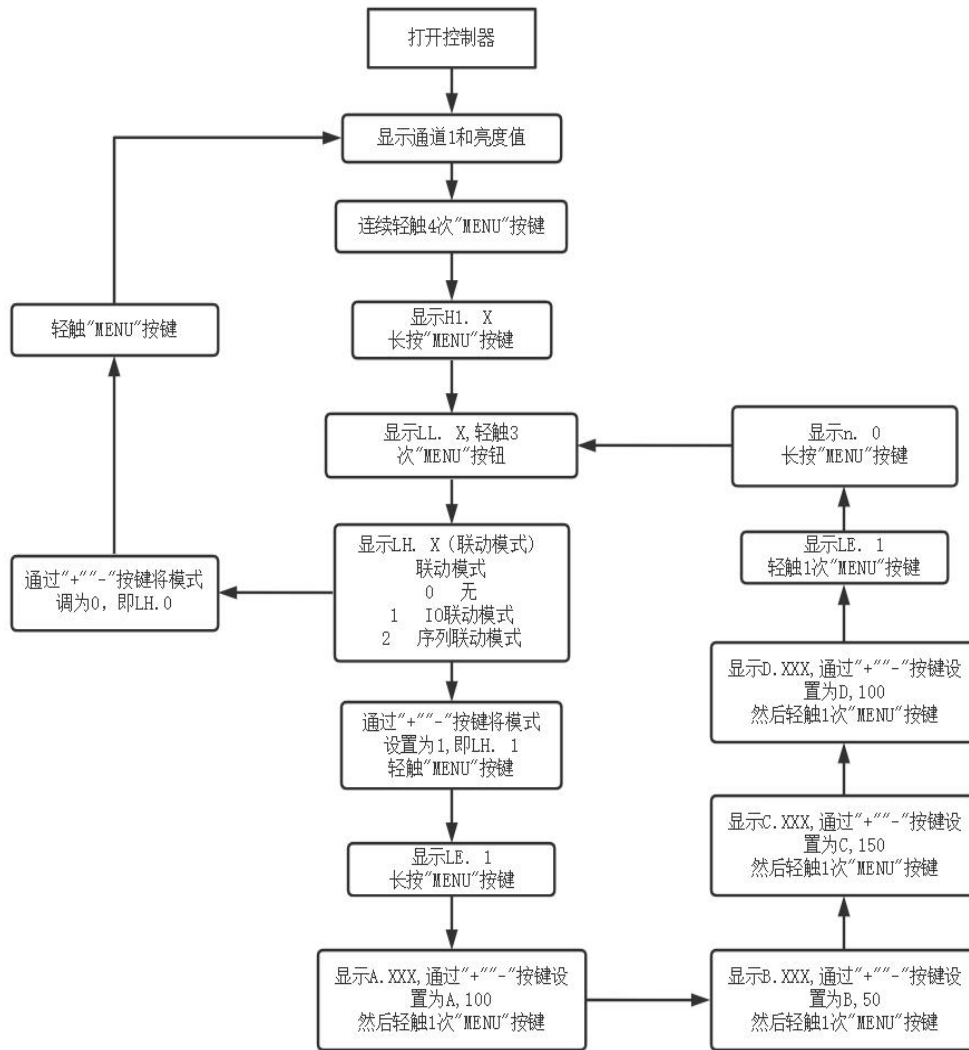 打开控制器
显示通道1和亮度值
连续轻触4次"MENU"按键
轻触"MENU"按键
显示H1. X
长按"MENU"按键
显示LL. X,轻触3
次"MENU"按钮
显示n. 0
长按"MENU"按键
显示LH. X(联动模式)
联动模式
0 无
1 IO联动模式
2 序列联动模式
通过"+""-"按键将模式
调为0, 即LH.0
显示LE. 1
轻触1次"MENU"按键
通过"+""-"按键将模式
设置为1,即LH. 1
轻触"MENU"按键
显示D.XXX,通过"+""-"按键设
置为D,100
然后轻触1次"MENU"按键
显示C.XXX,通过"+""-"按键设
置为C,150
然后轻触1次"MENU"按键
显示LE. 1
长按"MENU"按键
显示A.XXX,通过"+""-"按键设
置为A,100
然后轻触1次"MENU"按键
显示B.XXX,通过"+""-"按键设
置为B,50
然后轻触1次"MENU"按键